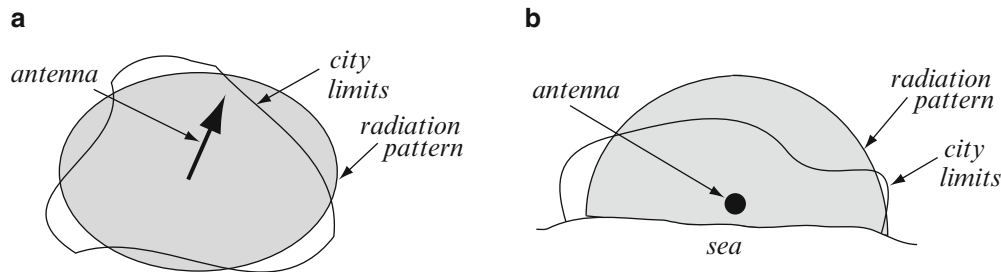 a
antenna
city
limits
radiation
pattern
b
antenna
radiation
pattern
city
limits
sea